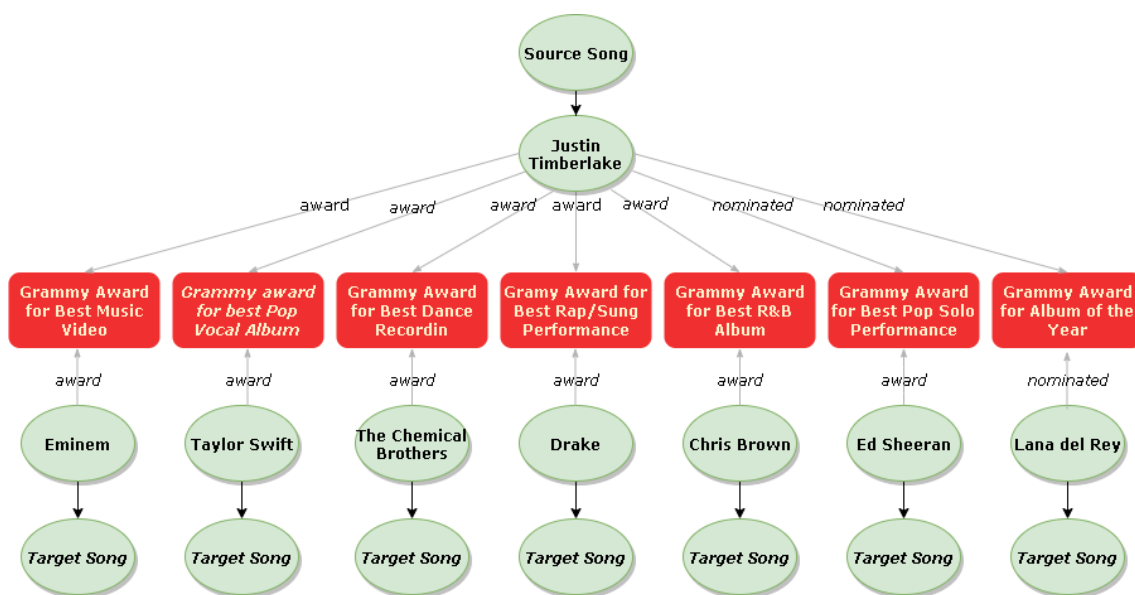 Source Song
Justin
Timberlake
award
award
award
award
award
nominated
nominated
Grammy Award
for Best Music
Video
Grammy award
for best Pop
Vocal Album
Grammy Award
for Best Dance
Recordin
Gramy Award for
Best Rap/Sung
Performance
Grammy Award
for Best R&B
Album
Grammy Award
for Best Pop Solo
Performance
Grammy Award
for Album of the
Year
award
award
award
award
award
award
nominated
Eminem
Taylor Swift
The Chemical
Brothers
Drake
Chris Brown
Ed Sheeran
Lana del Rey
Target Song
Target Song
Target Song
Target Song
Target Song
Target Song
Target Song